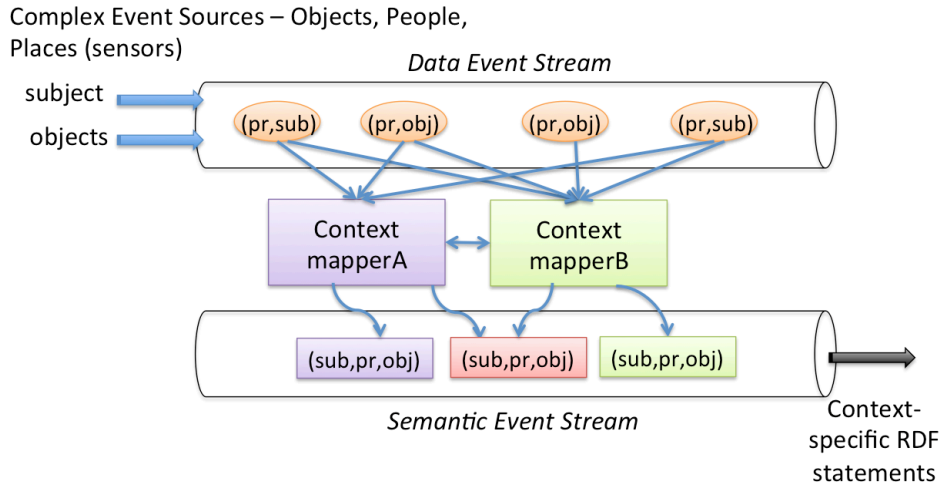 Complex Event Sources – Objects, People,
Places (sensors)
Data Event Stream
subject
objects
(pr,sub)
(pr,obj)
(pr,obj)
(pr,sub)
Context
mapperA
Context
mapperB
(sub,pr,obj)
(sub,pr,obj)
(sub,pr,obj)
Semantic Event Stream
Context-
specific RDF
statements